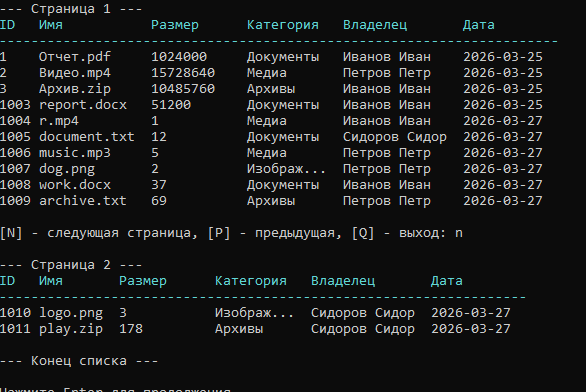 --- Страница 1 ---
ID Имя Размер Категория Владелец Дата
----------------------------------------------------------------------
1 Отчет.pdf 1024000 Документы Иванов Иван 2026-03-25
2 Видео.mp4 15728640 Медиа Петров Петр 2026-03-25
3 Архив.zip 10485760 Архивы Иванов Иван 2026-03-25
1003 report.docx 51200 Документы Иванов Иван 2026-03-25
1004 r.mp4 1 Медиа Иванов Иван 2026-03-27
1005 document.txt 12 Документы Сидоров Сидор 2026-03-27
1006 music.mp3 5 Медиа Петров Петр 2026-03-27
1007 dog.png 2 Изображ... Петров Петр 2026-03-27
1008 work.docx 37 Документы Иванов Иван 2026-03-27
1009 archive.txt 69 Архивы Петров Петр 2026-03-27
[N] - следующая страница, [P] - предыдущая, [Q] - выход: n
--- Страница 2 ---
ID Имя Размер Категория Владелец Дата
------------------------------------------------------------------
1010 logo.png 3 Изображ... Сидоров Сидор 2026-03-27
1011 play.zip 178 Архивы Сидоров Сидор 2026-03-27
--- Конец списка ---
Нажмите Enter для продолжения